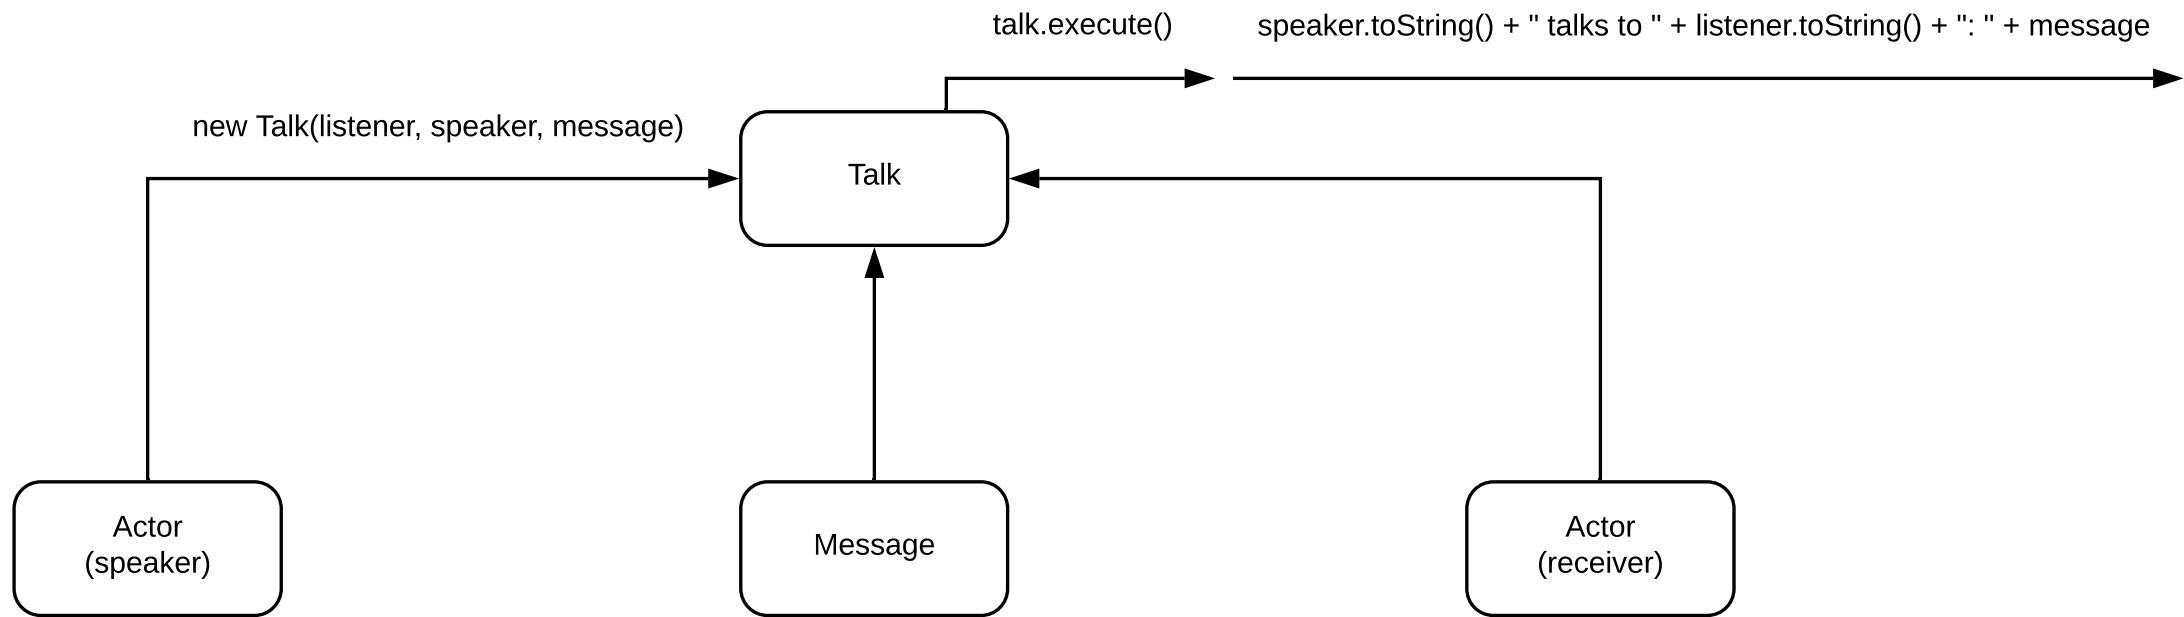 talk.execute()
speaker.toString() + " talks to " + listener.toString() + ": " + message
new Talk(listener, speaker, message)
Talk
Actor
(speaker)
Message
Actor
(receiver)